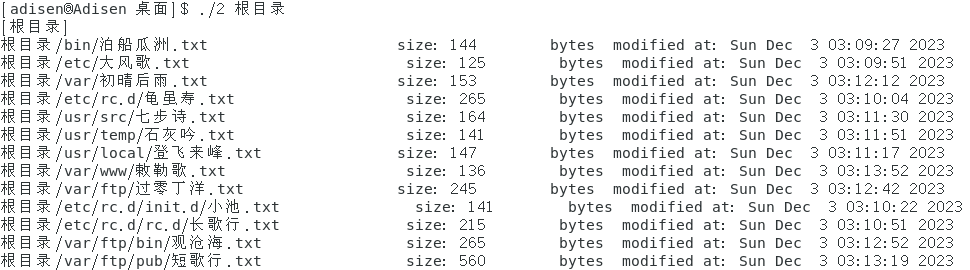 [adisen@Adisen 桌面]$ ./2 根目录
[根目录]
根目录/bin/泊船瓜洲.txt size: 144 bytes modified at: Sun Dec  3 03:09:27 2023
根目录/etc/大风歌.txt size: 125 bytes modified at: Sun Dec  3 03:09:51 2023
根目录/var/初晴后雨.txt size: 153 bytes modified at: Sun Dec  3 03:12:12 2023
根目录/etc/rc.d/龟虽寿.txt size: 265 bytes modified at: Sun Dec  3 03:10:04 2023
根目录/usr/src/七步诗.txt size: 164 bytes modified at: Sun Dec  3 03:11:30 2023
根目录/usr/temp/石灰吟.txt size: 141 bytes modified at: Sun Dec  3 03:11:51 2023
根目录/usr/local/登飞来峰.txt size: 147 bytes modified at: Sun Dec  3 03:11:17 2023
根目录/var/www/敕勒歌.txt size: 136 bytes modified at: Sun Dec  3 03:13:52 2023
根目录/var/ftp/过零丁洋.txt size: 245 bytes modified at: Sun Dec  3 03:12:42 2023
根目录/etc/rc.d/init.d/小池.txt size: 141 bytes modified at: Sun Dec  3 03:10:22 2023
根目录/etc/rc.d/rc.d/长歌行.txt size: 215 bytes modified at: Sun Dec  3 03:10:51 2023
根目录/var/ftp/bin/观沧海.txt size: 265 bytes modified at: Sun Dec  3 03:12:52 2023
根目录/var/ftp/pub/短歌行.txt size: 560 bytes modified at: Sun Dec  3 03:13:19 2023